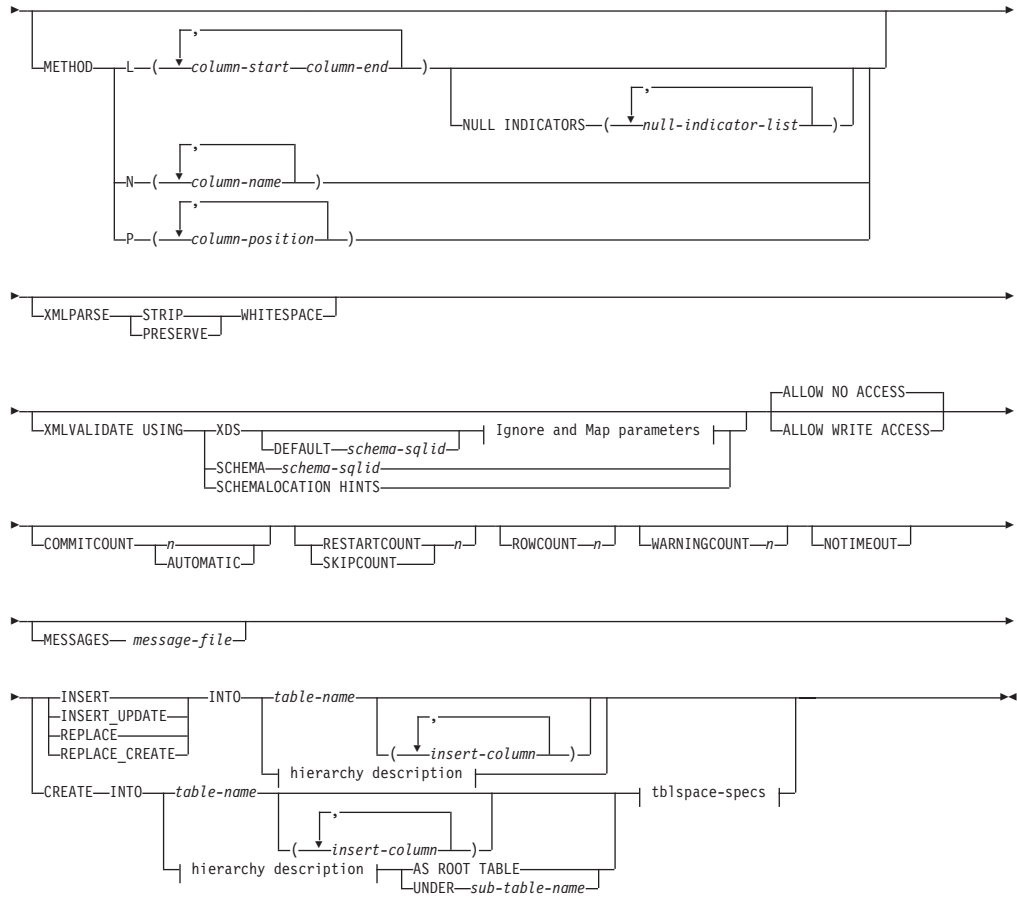 ,
METHOD L ( column-start column-end )
,
NULL INDICATORS ( null-indicator-list )
,
N ( column-name )
,
P ( column-position )
XMLPARSE STRIP WHITESPACE
PRESERVE
ALLOW NO ACCESS
XMLVALIDATE USING XDS Ignore and Map parameters ALLOW WRITE ACCESS
DEFAULT schema-sqlid
SCHEMA schema-sqlid
SCHEMALOCATION HINTS
COMMITCOUNT n RESTARTCOUNT n ROWCOUNT n WARNINGCOUNT n NOTIMEOUT
AUTOMATIC SKIPCOUNT
MESSAGES message-file
INSERT INTO table-name
INSERT_UPDATE ,
REPLACE
REPLACE_CREATE ( insert-column )
hierarchy description
CREATE INTO table-name tblspace-specs
,
( insert-column )
hierarchy description AS ROOT TABLE
UNDER sub-table-name